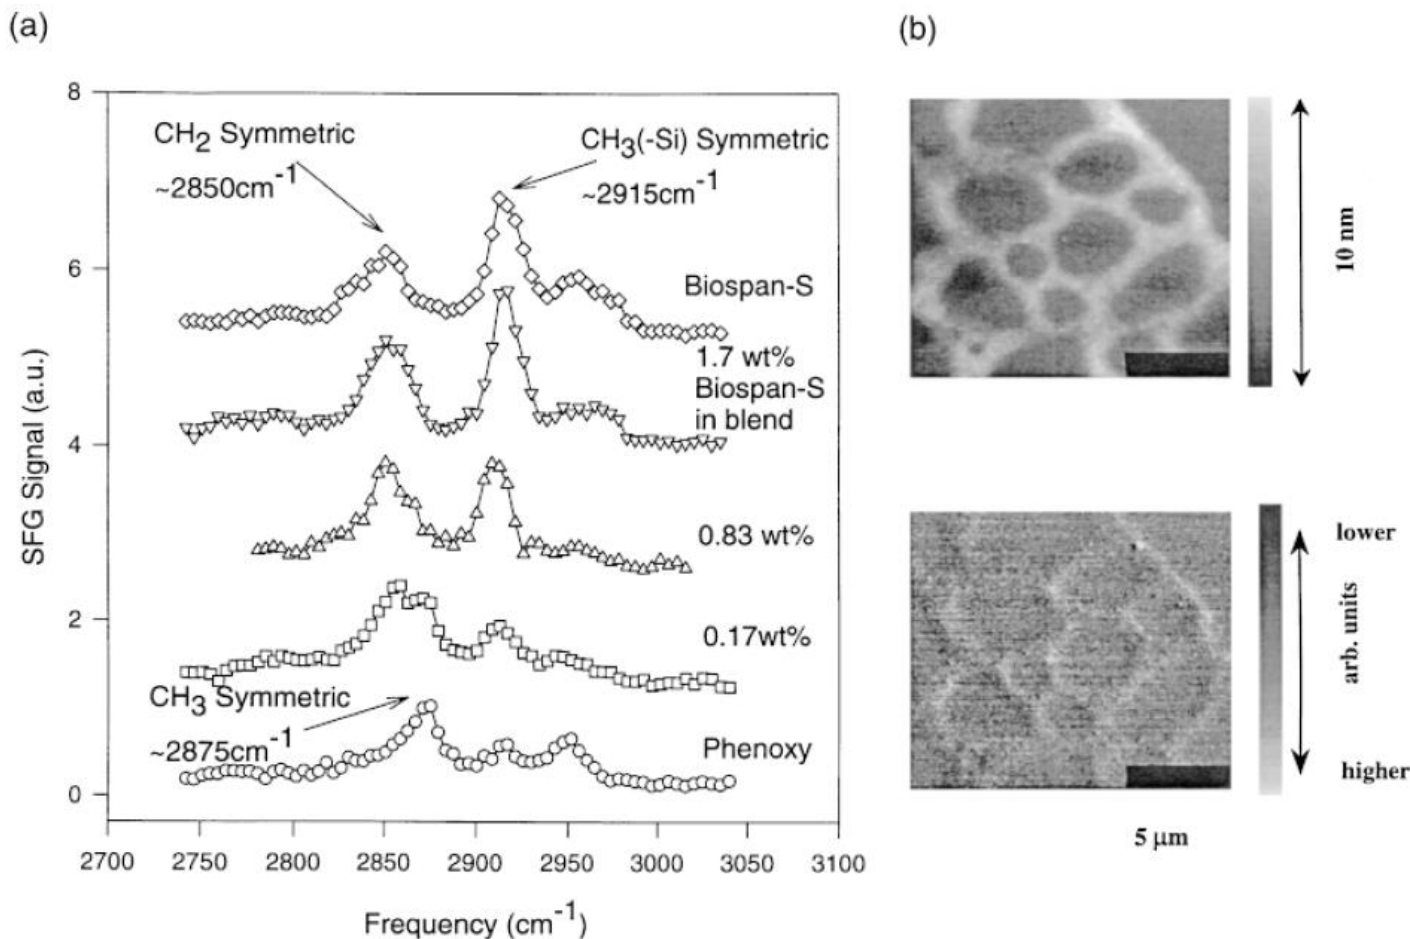 (a)
8
6
4
2
0
SFG Signal (a.u.)
CH2 Symmetric
~2850cm-1
CH3(-Si) Symmetric
~2915cm-1
Biospan-S
1.7 wt%
Biospan-S
in blend
0.83 wt%
0.17wt%
CH3 Symmetric
~2875cm-1
Phenoxy
2700 2750 2800 2850 2900 2950 3000 3050 3100
Frequency (cm-1)
(b)
10 nm
lower
arb. units
higher
5 μm